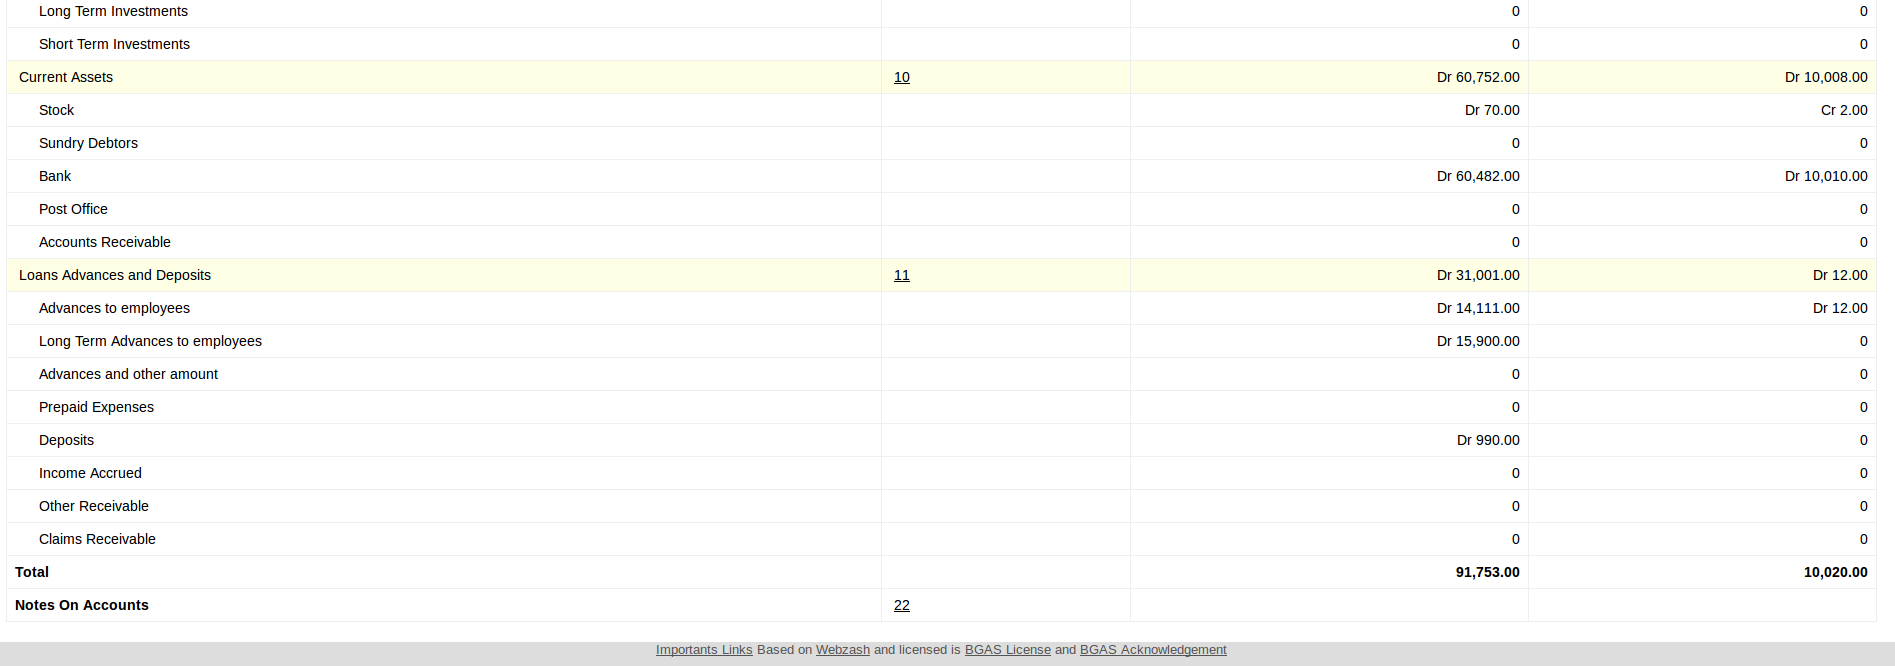 Long Term Investments 0 0
Short Term Investments 0 0
Current Assets 10 Dr 60,752.00 Dr 10,008.00
Stock Dr 70.00 Cr 2.00
Sundry Debtors 0 0
Bank Dr 60,482.00 Dr 10,010.00
Post Office 0 0
Accounts Receivable 0 0
Loans Advances and Deposits 11 Dr 31,001.00 Dr 12.00
Advances to employees Dr 14,111.00 Dr 12.00
Long Term Advances to employees Dr 15,900.00 0
Advances and other amount 0 0
Prepaid Expenses 0 0
Deposits Dr 990.00 0
Income Accrued 0 0
Other Receivable 0 0
Claims Receivable 0 0
Total 91,753.00 10,020.00
Notes On Accounts 22
Importants Links Based on Webzash and licensed is BGAS License and BGAS Acknowledgement